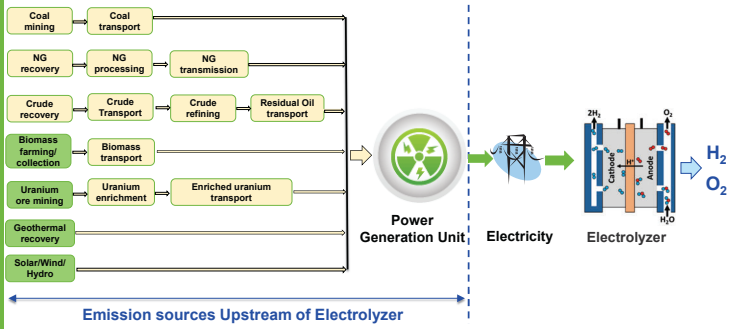 Coal
mining
Coal
transport
NG
recovery
NG
processing
NG
transmission
Crude
recovery
Crude
Transport
Crude
refining
Residual Oil
transport
Biomass
farming/
collection
Biomass
transport
Uranium
ore mining
Uranium
enrichment
Enriched uranium
transport
Geothermal
recovery
Solar/Wind/
Hydro
Power
Generation Unit
Electricity
2H₂
O₂
Cathode
H⁺
Anode
H₂O
Electrolyzer
H₂
O₂
Emission sources Upstream of Electrolyzer